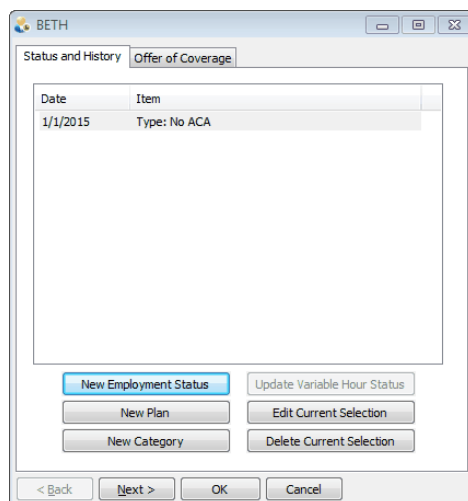 BETH
Status and History Offer of Coverage
Date Item
1/1/2015 Type: No ACA
New Employment Status Update Variable Hour Status
New Plan Edit Current Selection
New Category Delete Current Selection
< Back Next > OK Cancel